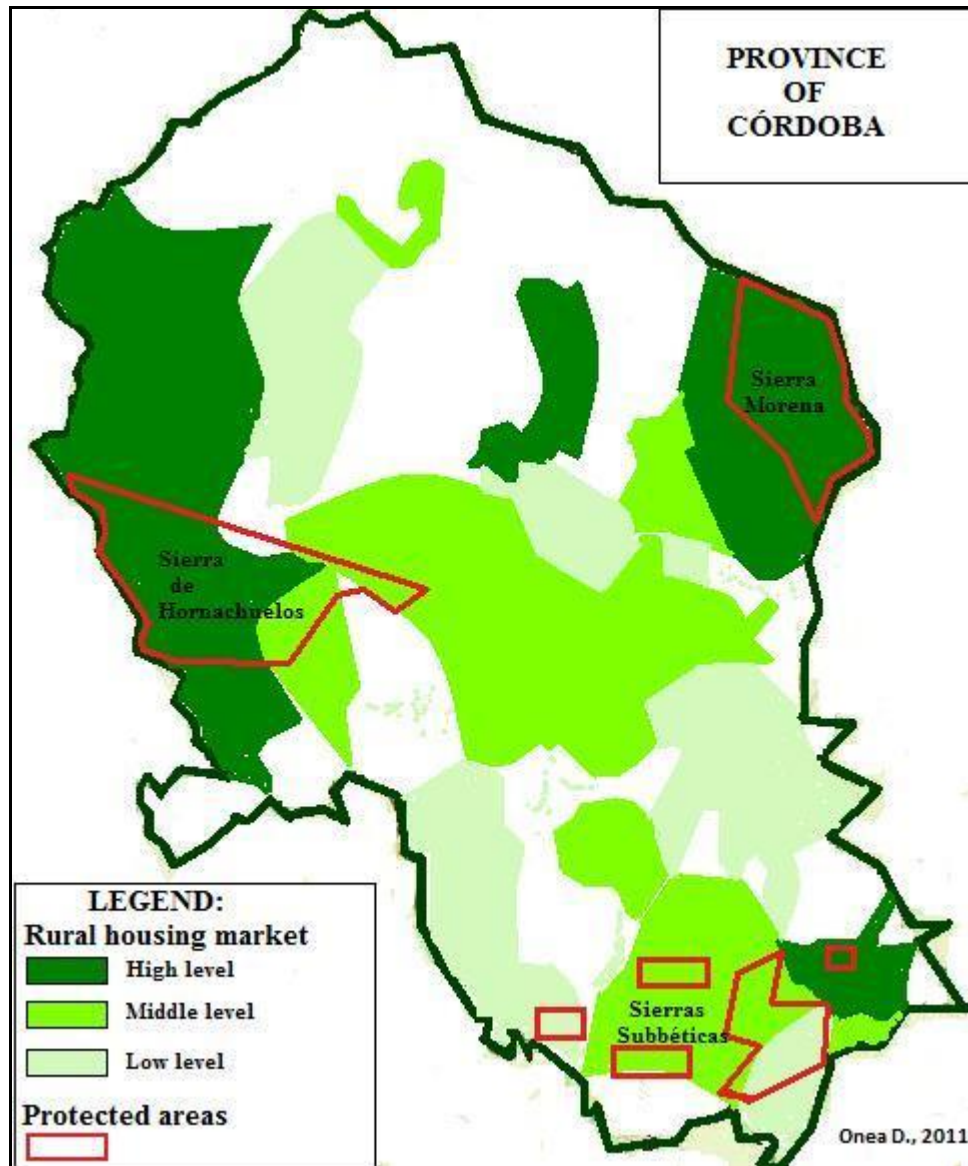 PROVINCE
OF
CÓRDOBA
Sierra
Morena
Sierra
de
Hornachuelos
Sierras
Subbéticas
LEGEND:
Rural housing market
High level
Middle level
Low level
Protected areas
Onea D., 2011